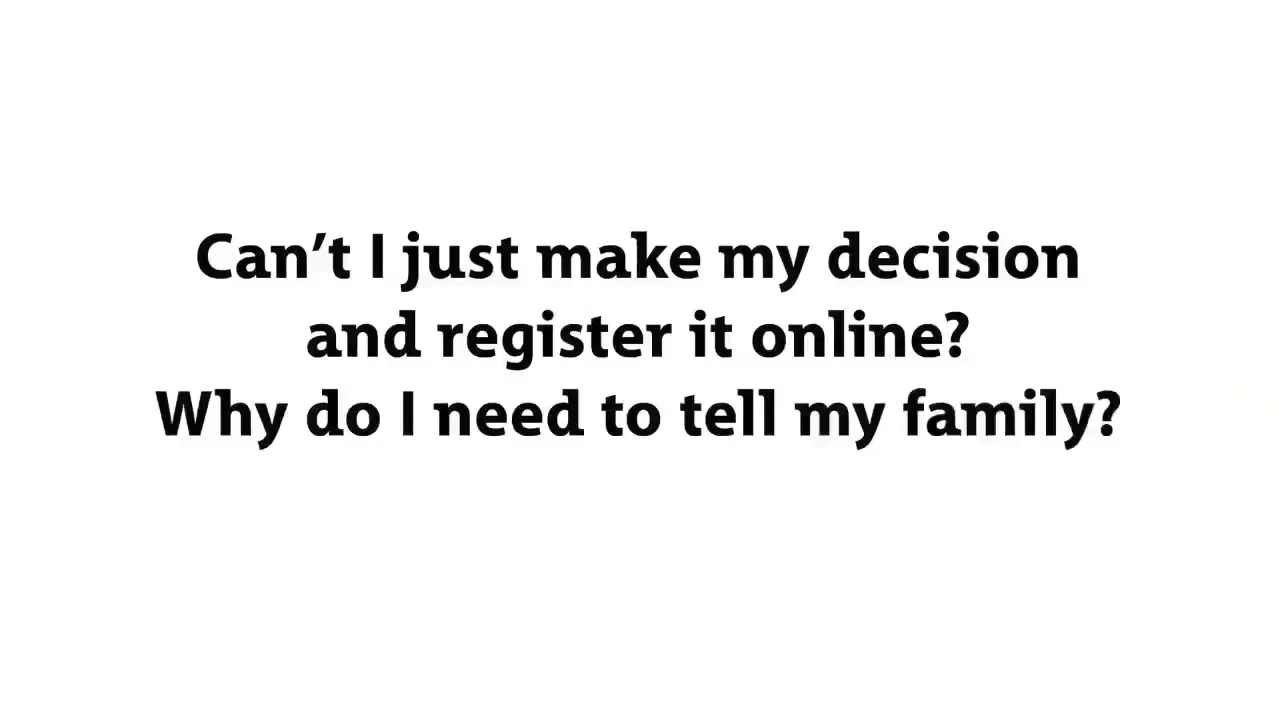 Can’t I just make my decision
and register it online?
Why do I need to tell my family?